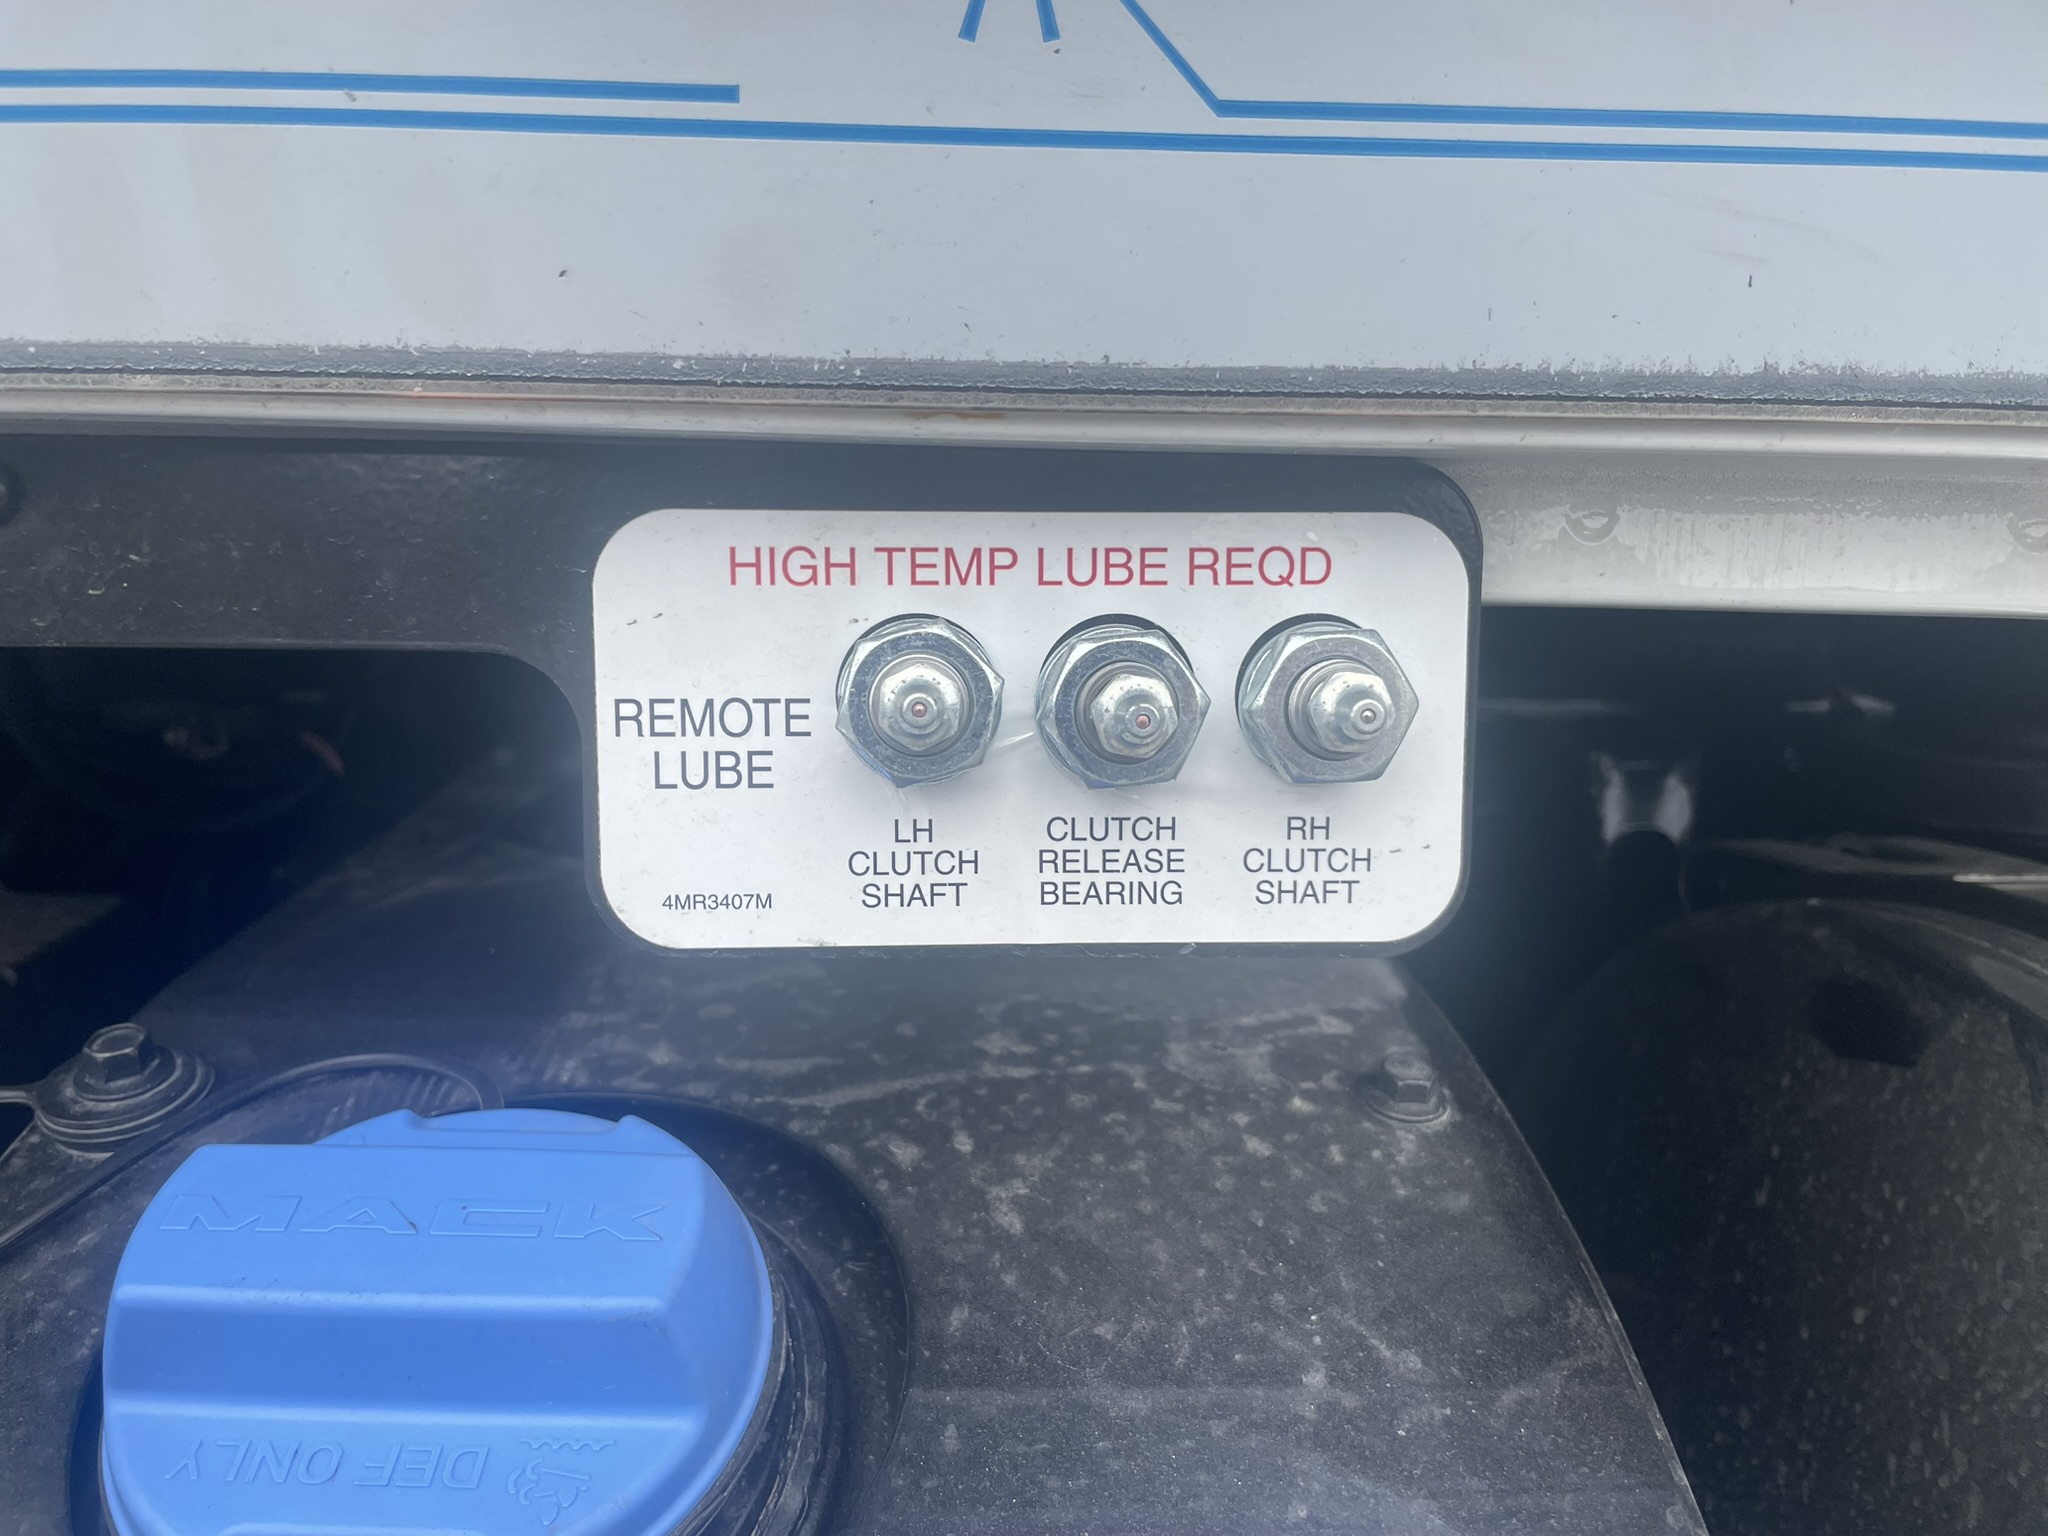 HIGH TEMP LUBE REQD
REMOTE
LUBE
LH
CLUTCH
SHAFT
CLUTCH
RELEASE
BEARING
RH
CLUTCH
SHAFT
4MR3407M
MACK
DEF ONLY